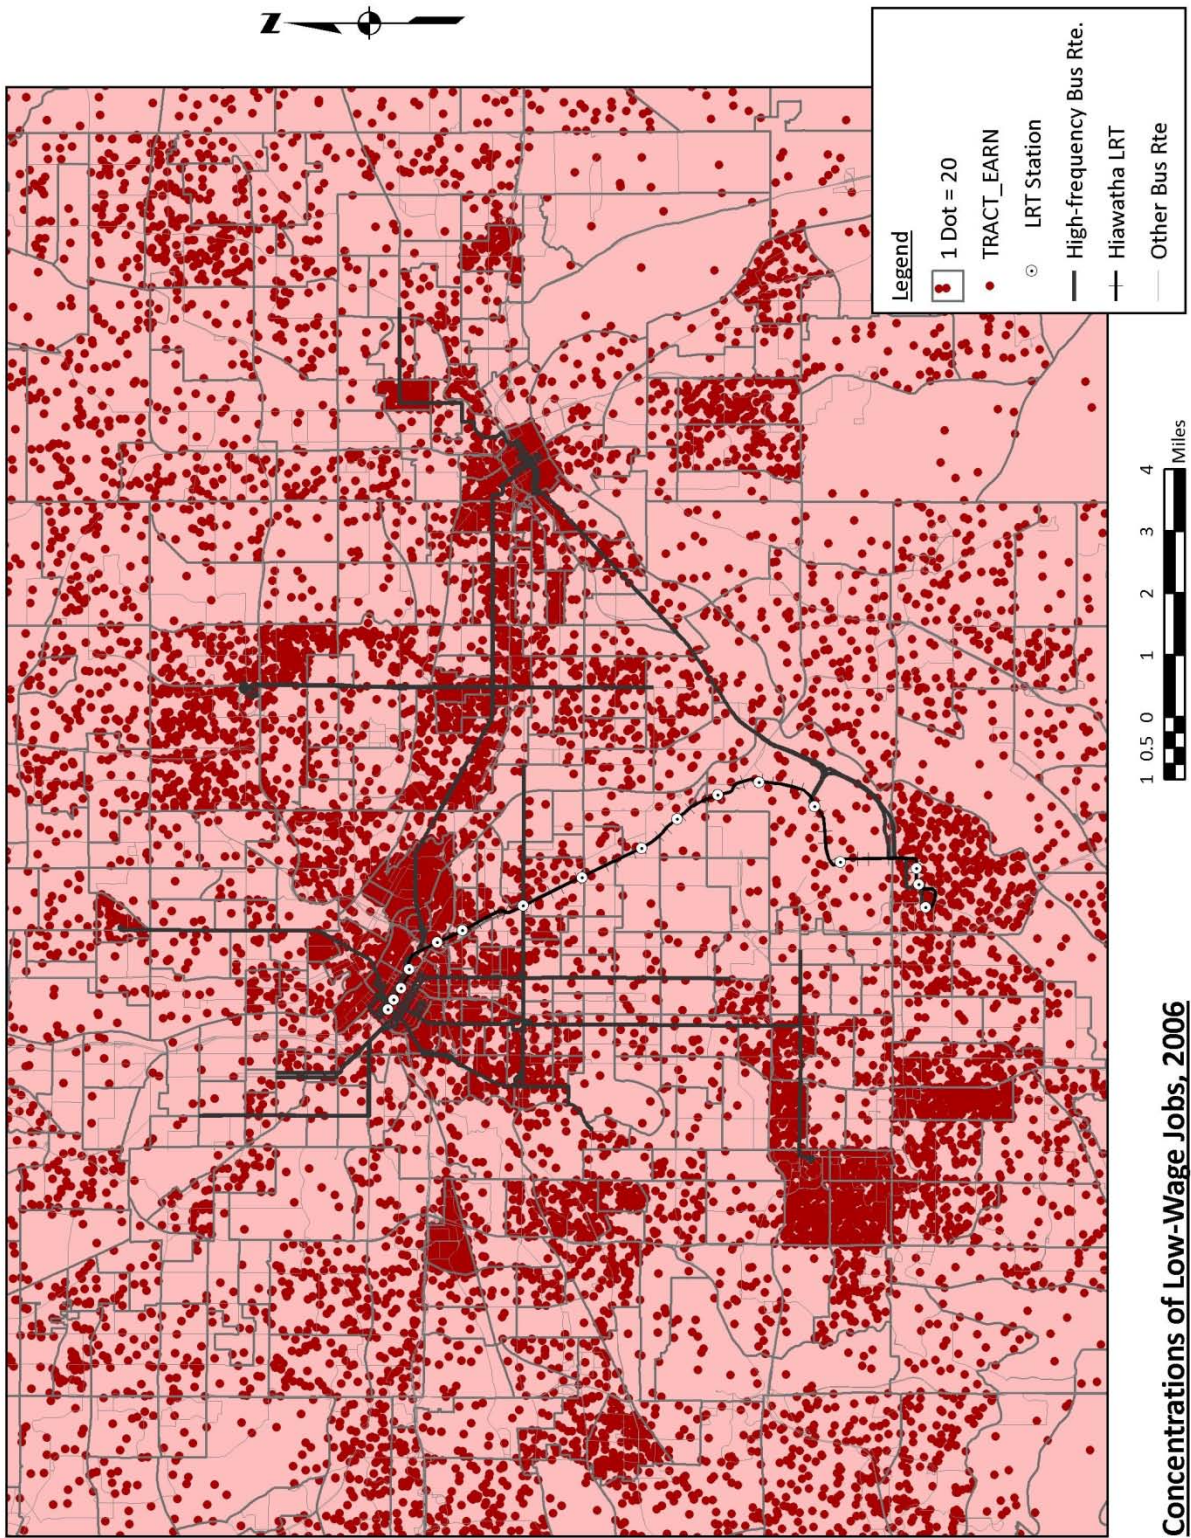 N
Legend
1 Dot = 20
TRACT_EARN
LRT Station
High-frequency Bus Rte.
Hiawatha LRT
Other Bus Rte
1 0.5 0 1 2 3 4
Miles
Concentrations of Low-Wage Jobs, 2006